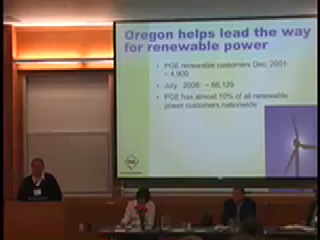 Oregon helps lead the way
for renewable power
• PGE renewable customers Dec. 2001:
~ 4,900
• July 2008: ~ 66,129
• PGE has almost 10% of all renewable
power customers nationwide